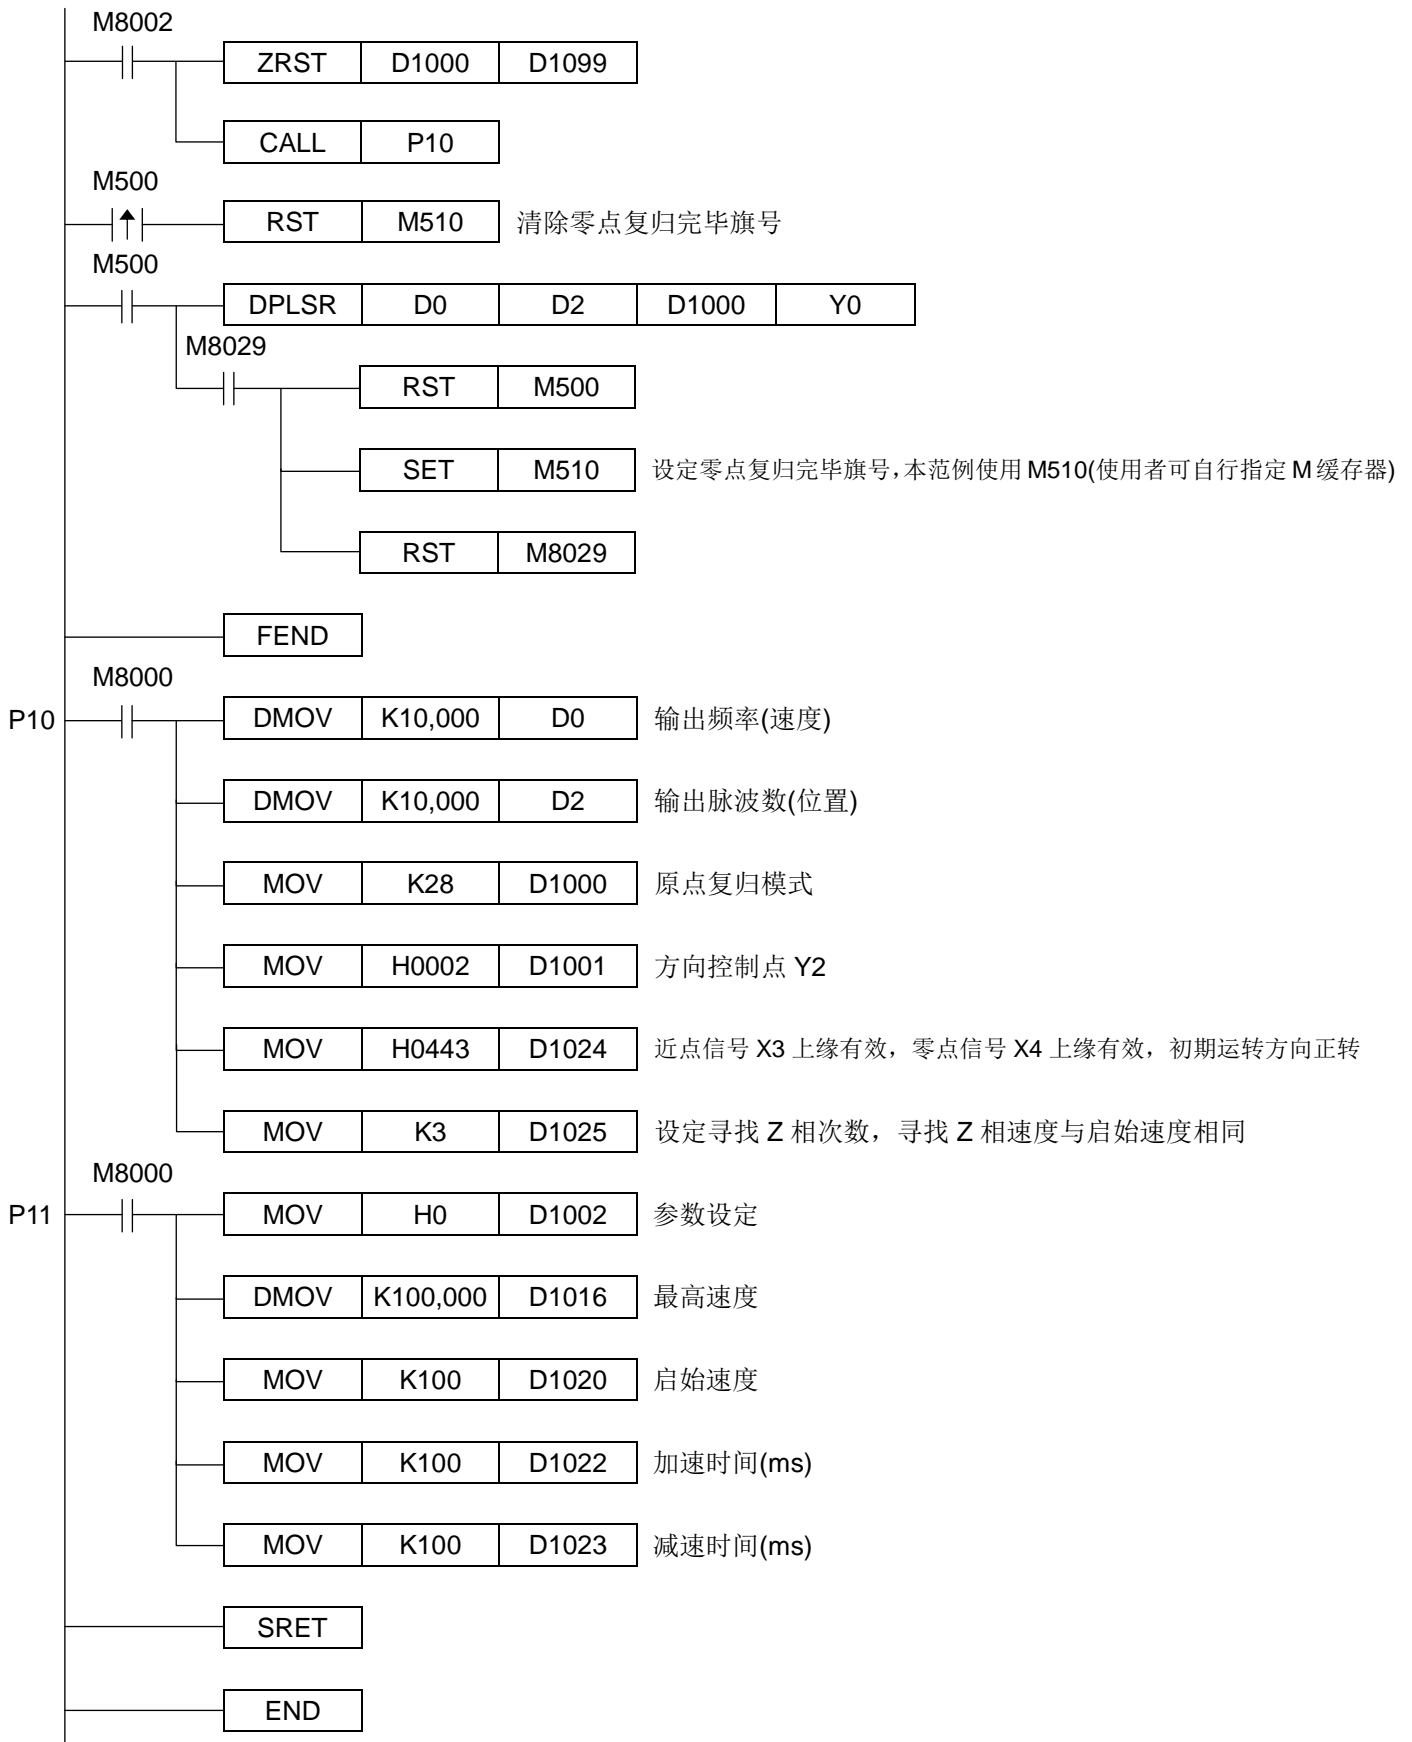 M8002
ZRST D1000 D1099
CALL P10
M500
RST M510 清除零点复归完毕旗号
M500
DPLSR D0 D2 D1000 Y0
M8029
RST M500
SET M510 设定零点复归完毕旗号，本范例使用 M510(使用者可自行指定 M 缓存器)
RST M8029
FEND
M8000
P10 DMOV K10,000 D0 输出频率(速度)
DMOV K10,000 D2 输出脉波数(位置)
MOV K28 D1000 原点复归模式
MOV H0002 D1001 方向控制点 Y2
MOV H0443 D1024 近点信号 X3 上缘有效，零点信号 X4 上缘有效，初期运转方向正转
MOV K3 D1025 设定寻找 Z 相次数，寻找 Z 相速度与启始速度相同
M8000
P11 MOV H0 D1002 参数设定
DMOV K100,000 D1016 最高速度
MOV K100 D1020 启始速度
MOV K100 D1022 加速时间(ms)
MOV K100 D1023 减速时间(ms)
SRET
END